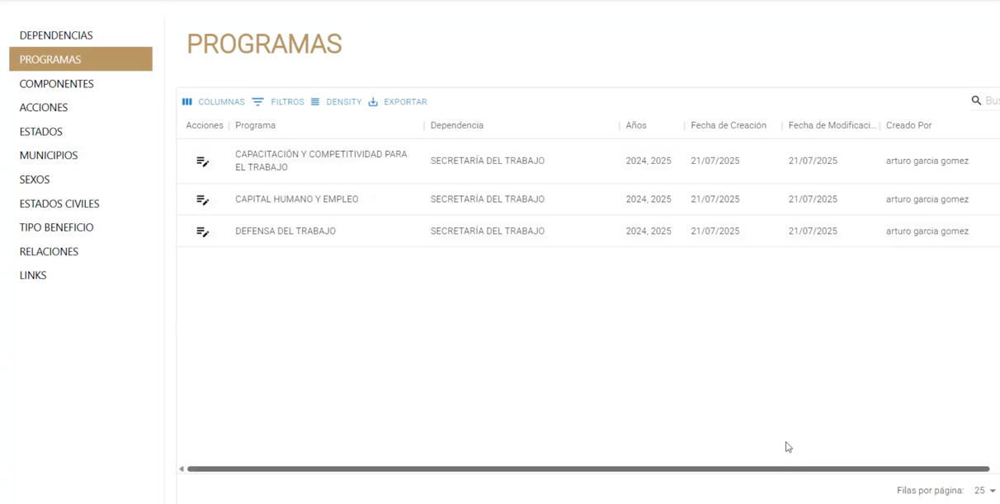 DEPENDENCIAS
PROGRAMAS
COMPONENTES
ACCIONES
ESTADOS
MUNICIPIOS
SEXOS
ESTADOS CIVILES
TIPO BENEFICIO
RELACIONES
LINKS
PROGRAMAS
COLUMNAS FILTROS DENSITY EXPORTAR Bus
Acciones Programa Dependencia Años Fecha de Creación Fecha de Modificaci... Creado Por
CAPACITACIÓN Y COMPETITIVIDAD PARA
EL TRABAJO SECRETARÍA DEL TRABAJO 2024, 2025 21/07/2025 21/07/2025 arturo garcia gomez
CAPITAL HUMANO Y EMPLEO SECRETARÍA DEL TRABAJO 2024, 2025 21/07/2025 21/07/2025 arturo garcia gomez
DEFENSA DEL TRABAJO SECRETARÍA DEL TRABAJO 2024, 2025 21/07/2025 21/07/2025 arturo garcia gomez
Filas por página: 25